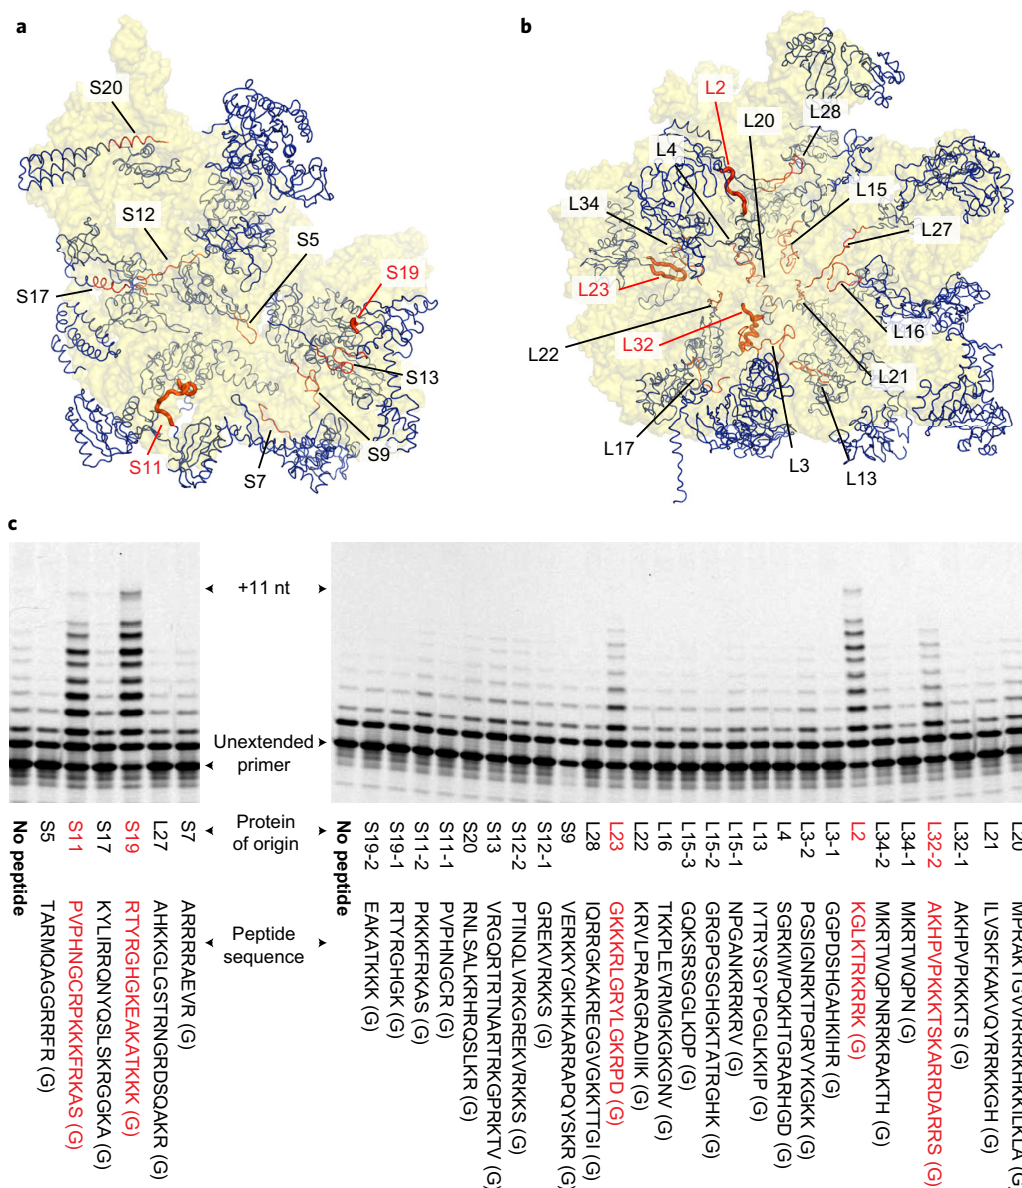 a
S20
S12
S5
S19
S17
S13
S11
S7
S9
b
L2
L20
L28
L4
L15
L34
L27
L23
L22
L32
L16
L21
L17
L3
L13
c
+11 nt
Unextended
primer
Protein
of origin
Peptide
sequence
No peptide
S5 TARMQAGGRRFR (G)
S11 PVPHNGCRPKKKFRKAS (G)
S17 KYLIRRQNYQSLSKRGGKA (G)
S19 RTYRGHGKEAKATKKK (G)
L27 AHKKGLGSTRNGRDSQAKR (G)
S7 ARRRRAEVR (G)
No peptide
S19-2 EAKATKKK (G)
S19-1 RTYRGHGK (G)
S11-2 PKKKFRKAS (G)
S11-1 PVPHNGCR (G)
S20 RNLSALKRHRQSLKR (G)
S13 VRGQRTRTNARTRKGPRKTV (G)
S12-2 PTINQLVRKGREKVRKKS (G)
S12-1 GREKVRKKS (G)
S9 VERKKYGKHKARRAPQYSKR (G)
L28 IQRRGKAKREGGVGKKTTGI (G)
L23 GKKKRLGRYLGKRPD (G)
L22 KRVLPRARGRADIIK (G)
L16 TKKPLEVRMGKGKGNV (G)
L15-3 GQKSRSGGLKDP (G)
L15-2 GRGPGSGHGKTATRGHK (G)
L15-1 NPGANKRRKRV (G)
L13 IYTRYSGYPGGLKKIP (G)
L4 SGRKIWPQKHTGRARHGD (G)
L3-2 PGSIGNRKTPGRVYKGKK (G)
L3-1 GGPDSHGAHKIHR (G)
L2 KGLKTRKRRK (G)
L34-2 MKRTWQPNRRKRAKTH (G)
L34-1 MKRTWQPN (G)
L32-2 AKHPVPKKKTSKARRDARRS (G)
L32-1 AKHPVPKKKTS (G)
L21 ILVSKFKAKVQYRRKKGH (G)
L20 MPRAKTGVVRRRKHKKILKLA (G)